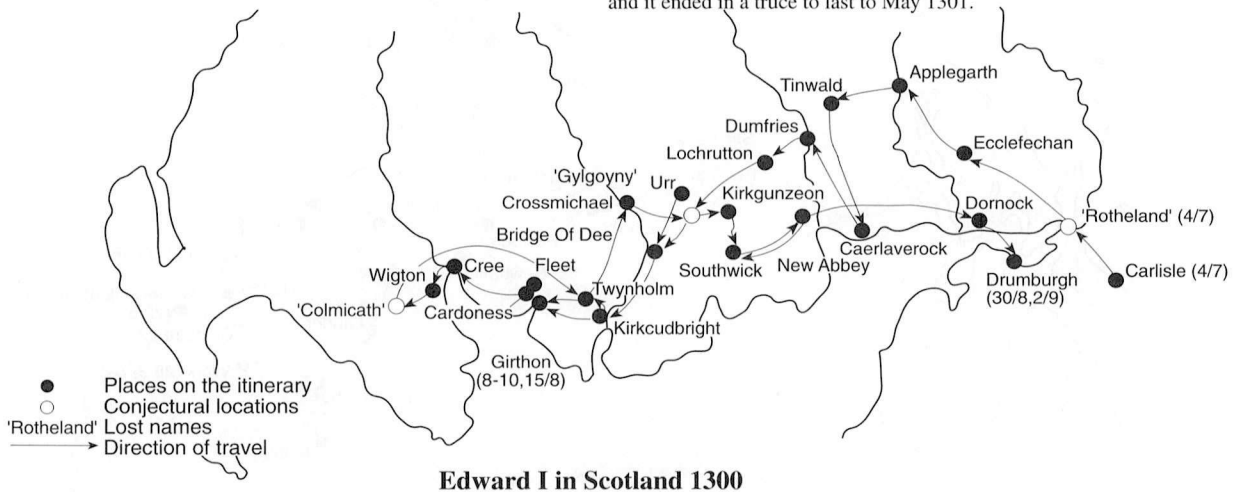 and it ended in a truce to last to May 1301.
Applegarth
Tinwald
Dumfries
Ecclefechan
Lochrutton
'Gylgoyny'
Urr
Kirkgunzeon
Crossmichael
Dornock
'Rotheland' (4/7)
Bridge Of Dee
Caerlaverock
Cree
Fleet
Southwick
New Abbey
Wigton
Carlisle (4/7)
Drumburgh
(30/8,2/9)
Twynholm
'Colmicath'
Cardoness
Kirkcudbright
Girthon
(8-10,15/8)
Places on the itinerary
Conjectural locations
'Rotheland' Lost names
Direction of travel
Edward I in Scotland 1300